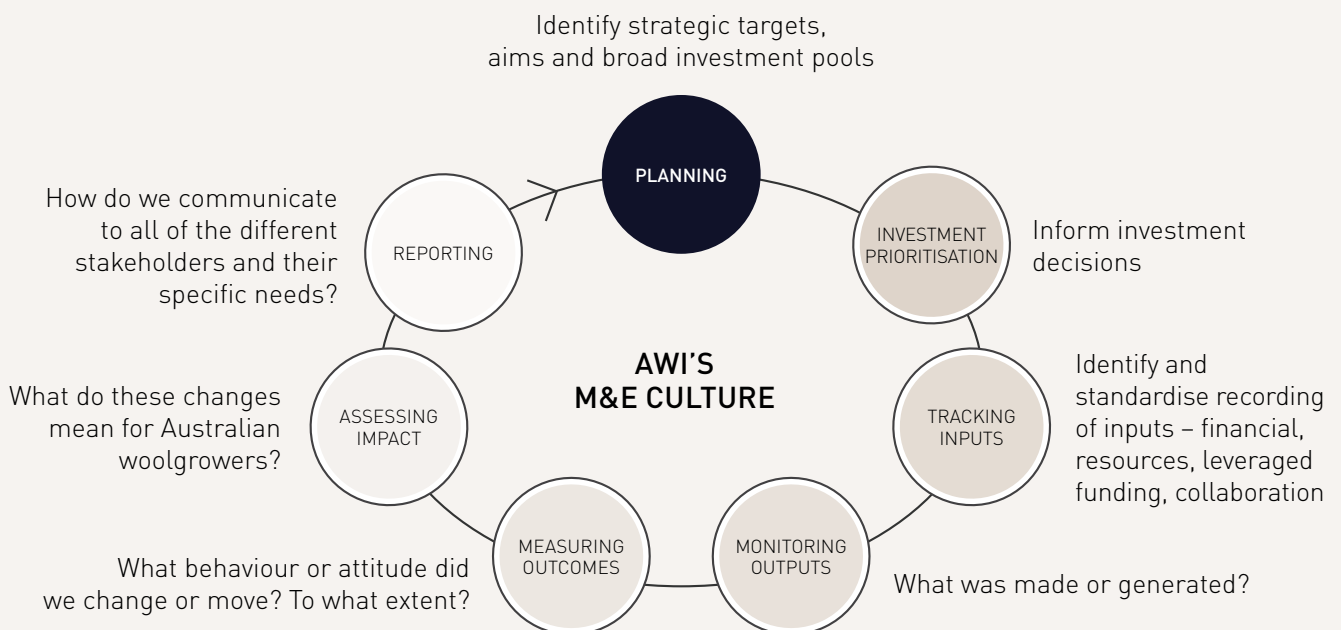 Identify strategic targets,
aims and broad investment pools
PLANNING
INVESTMENT
PRIORITISATION
Inform investment
decisions
TRACKING
INPUTS
Identify and
standardise recording
of inputs – financial,
resources, leveraged
funding, collaboration
MONITORING
OUTPUTS
What was made or generated?
MEASURING
OUTCOMES
What behaviour or attitude did
we change or move? To what extent?
ASSESSING
IMPACT
What do these changes
mean for Australian
woolgrowers?
REPORTING
How do we communicate
to all of the different
stakeholders and their
specific needs?
AWI’S
M&E CULTURE